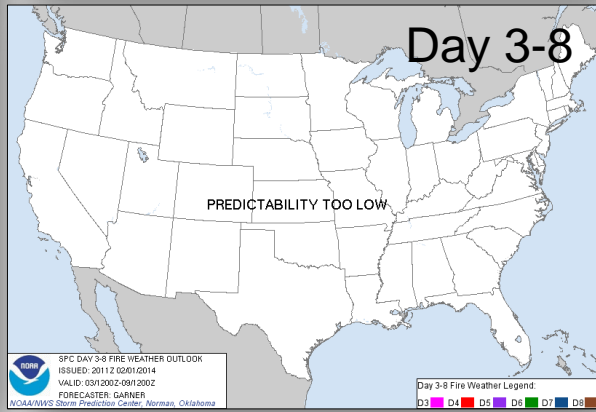 Day 3-8
PREDICTABILITY TOO LOW
NOAA
SPC DAY 3-8 FIRE WEATHER OUTLOOK
ISSUED: 2011Z 02/01/2014
VALID: 03/1200Z-09/1200Z
FORECASTER: GARNER
NOAA/NWS Storm Prediction Center, Norman, Oklahoma
Day 3-8 Fire Weather Legend:
D3 D4 D5 D6 D7 D8